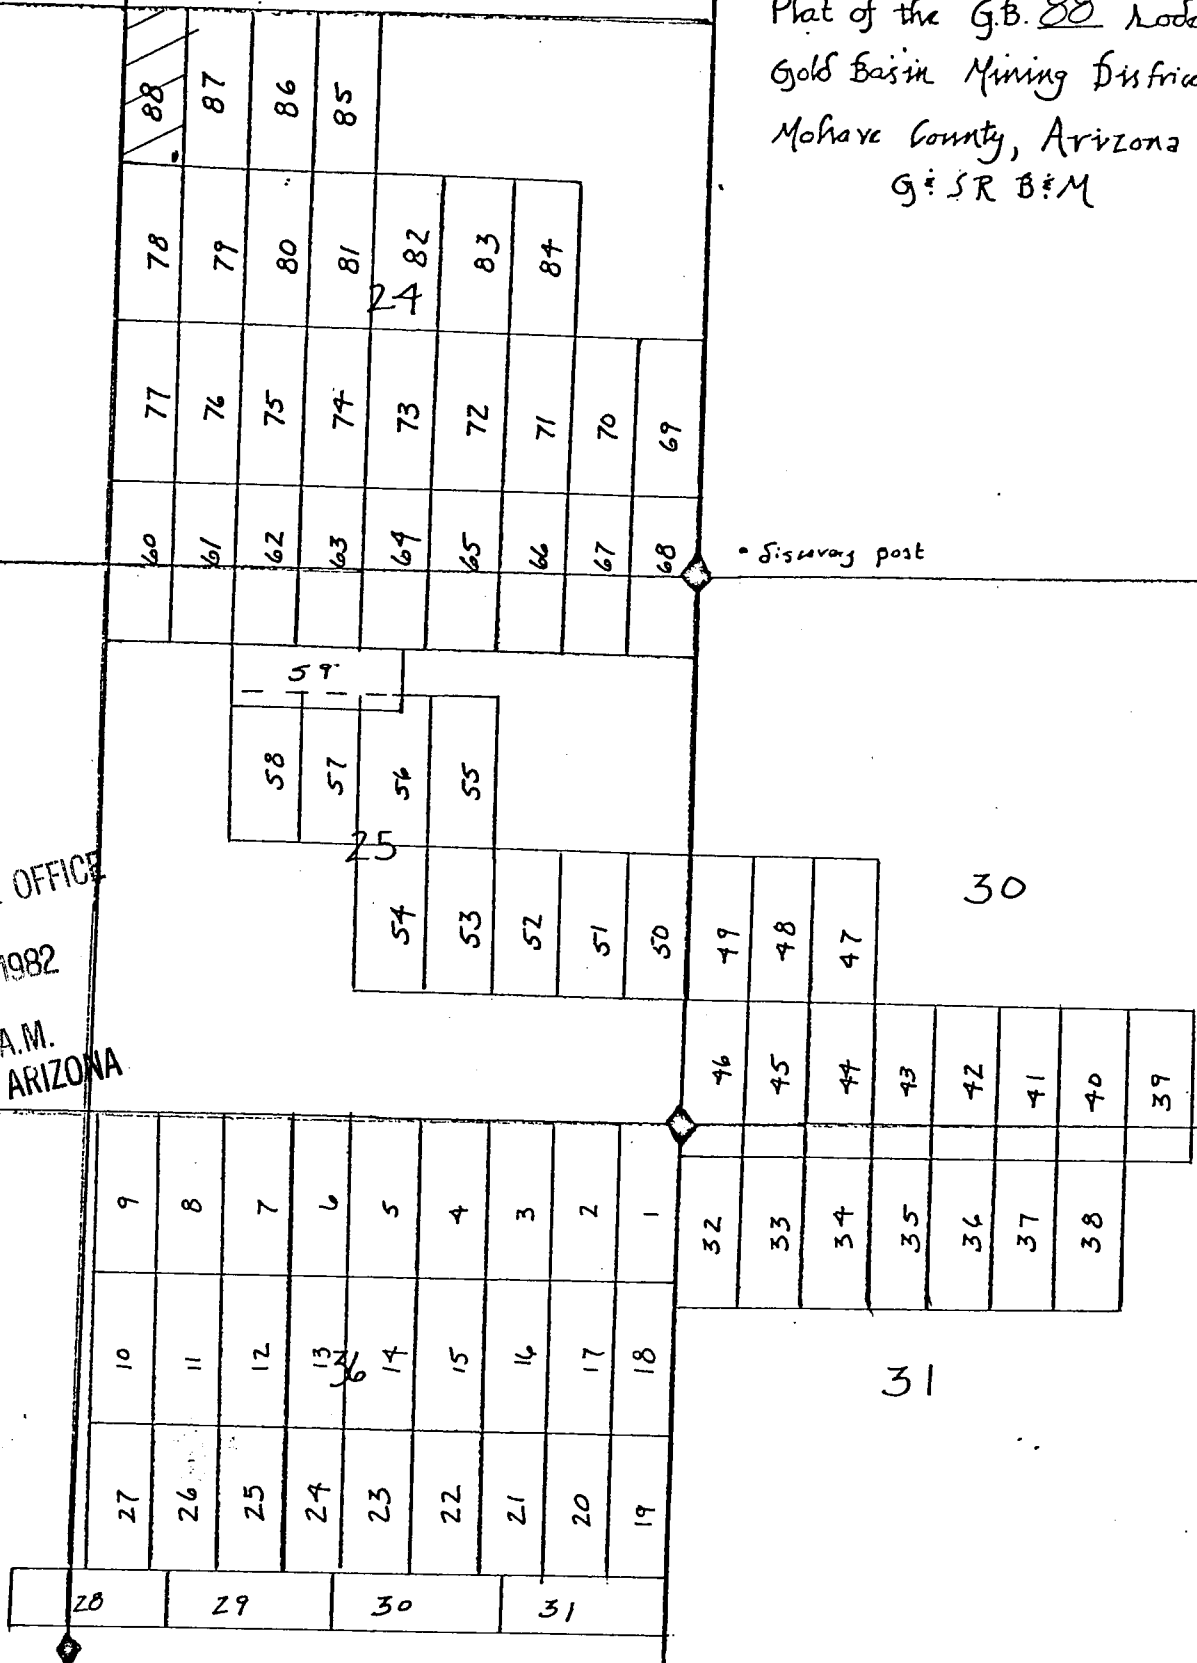 Plat of the G.B. 88 Lode
Gold Basin Mining Distric
Mohave County, Arizona
G & S R B & M
88 87 86 85
78 79 80 81 82 83 84
24
77 76 75 74 73 72 71 70 69
60 61 62 63 64 65 66 67 68
• discovery post
59
58 57 56 55
25
54 53 52 51 50 49 48 47
30
OFFICE
1982
A.M.
ARIZONA
46 45 44 43 42 41 40 39
9 8 7 6 5 4 3 2 1
32 33 34 35 36 37 38
10 11 12 13 14 15 16 17 18
36
31
27 26 25 24 23 22 21 20 19
28 29 30 31